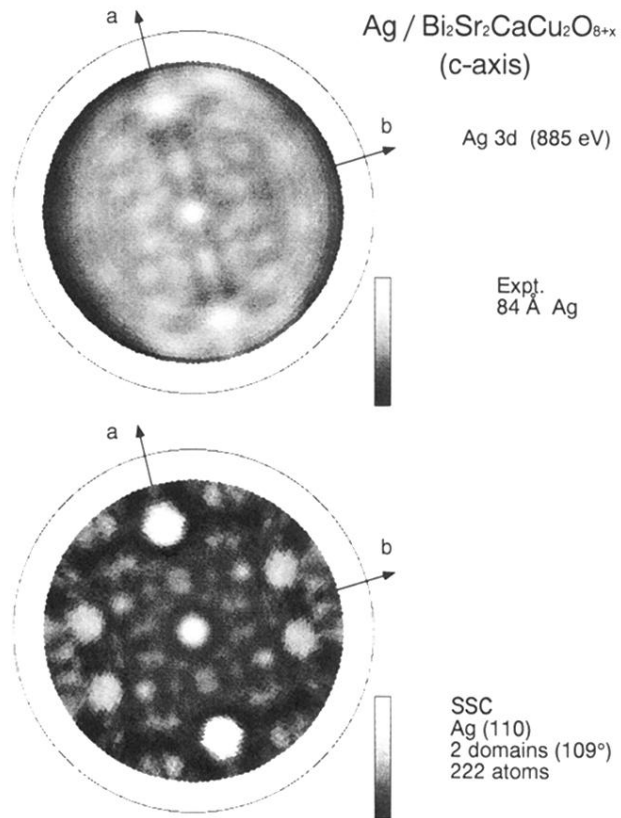 a
Ag / Bi₂Sr₂CaCu₂O₈₊ₓ
(c-axis)
b
Ag 3d (885 eV)
Expt.
84 Å Ag
a
b
SSC
Ag (110)
2 domains (109°)
222 atoms